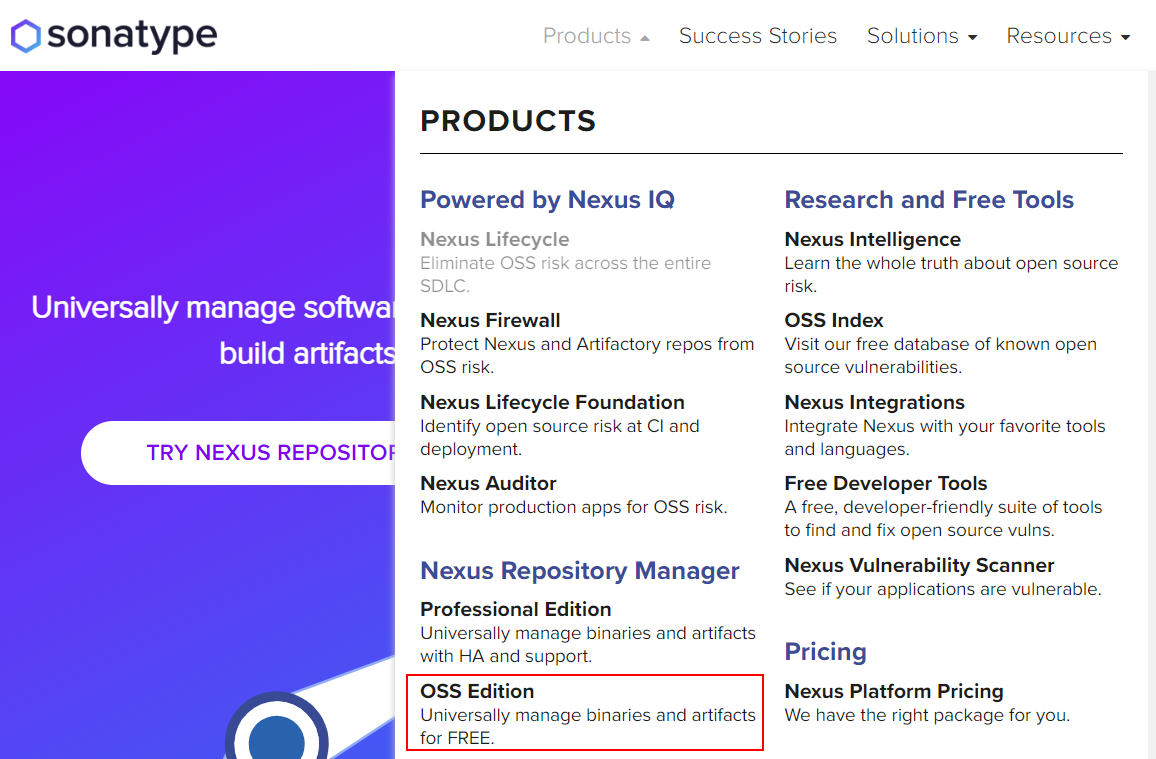 sonatype
Products
Success Stories
Solutions
Resources
Universally manage softwar
build artifacts
TRY NEXUS REPOSITOR
PRODUCTS
Powered by Nexus IQ
Nexus Lifecycle
Eliminate OSS risk across the entire
SDLC.
Nexus Firewall
Protect Nexus and Artifactory repos from
OSS risk.
Nexus Lifecycle Foundation
Identify open source risk at CI and
deployment.
Nexus Auditor
Monitor production apps for OSS risk.
Nexus Repository Manager
Professional Edition
Universally manage binaries and artifacts
with HA and support.
OSS Edition
Universally manage binaries and artifacts
for FREE.
Research and Free Tools
Nexus Intelligence
Learn the whole truth about open source
risk.
OSS Index
Visit our free database of known open
source vulnerabilities.
Nexus Integrations
Integrate Nexus with your favorite tools
and languages.
Free Developer Tools
A free, developer-friendly suite of tools
to find and fix open source vulns.
Nexus Vulnerability Scanner
See if your applications are vulnerable.
Pricing
Nexus Platform Pricing
We have the right package for you.